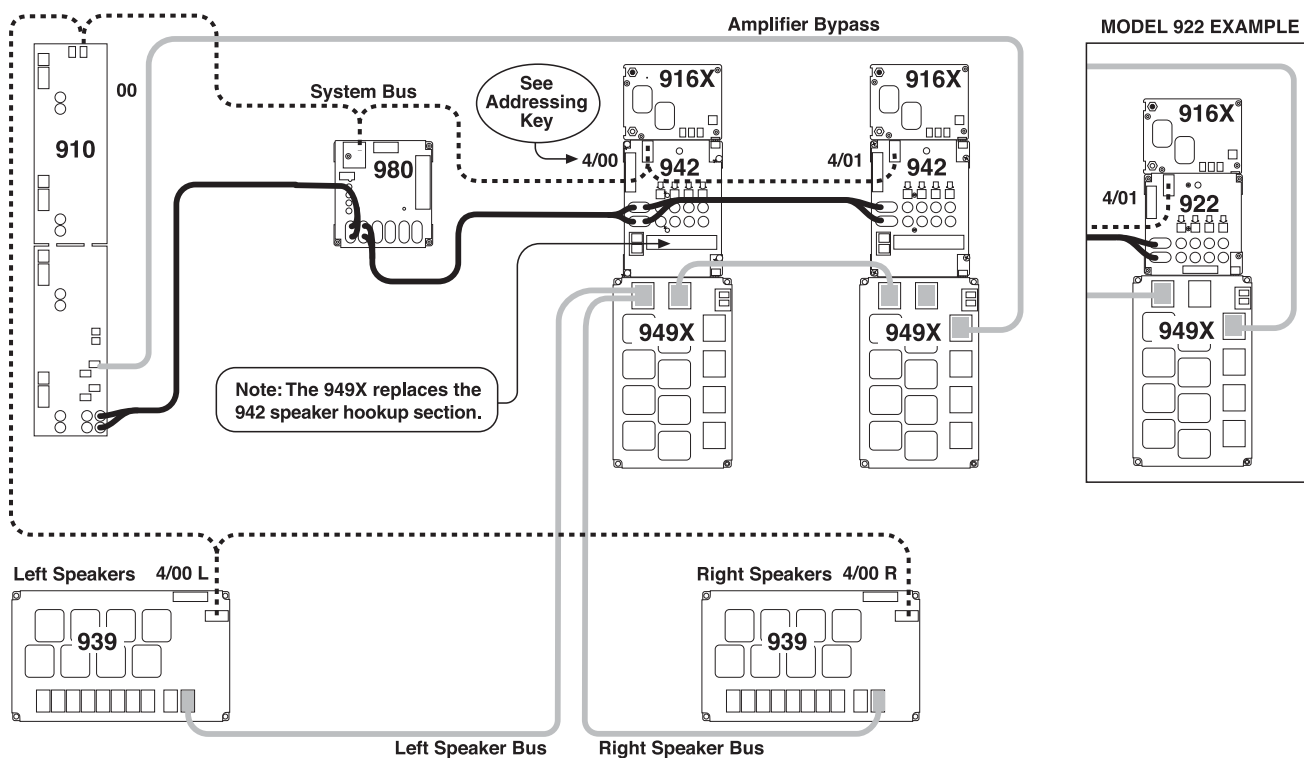 Amplifier Bypass
MODEL 922 EXAMPLE
00
910
System Bus
980
See
Addressing
Key
4/00
916X
942
4/01
916X
942
4/01
916X
922
949X
949X
949X
Note: The 949X replaces the
942 speaker hookup section.
Left Speakers 4/00 L
939
Right Speakers 4/00 R
939
Left Speaker Bus
Right Speaker Bus